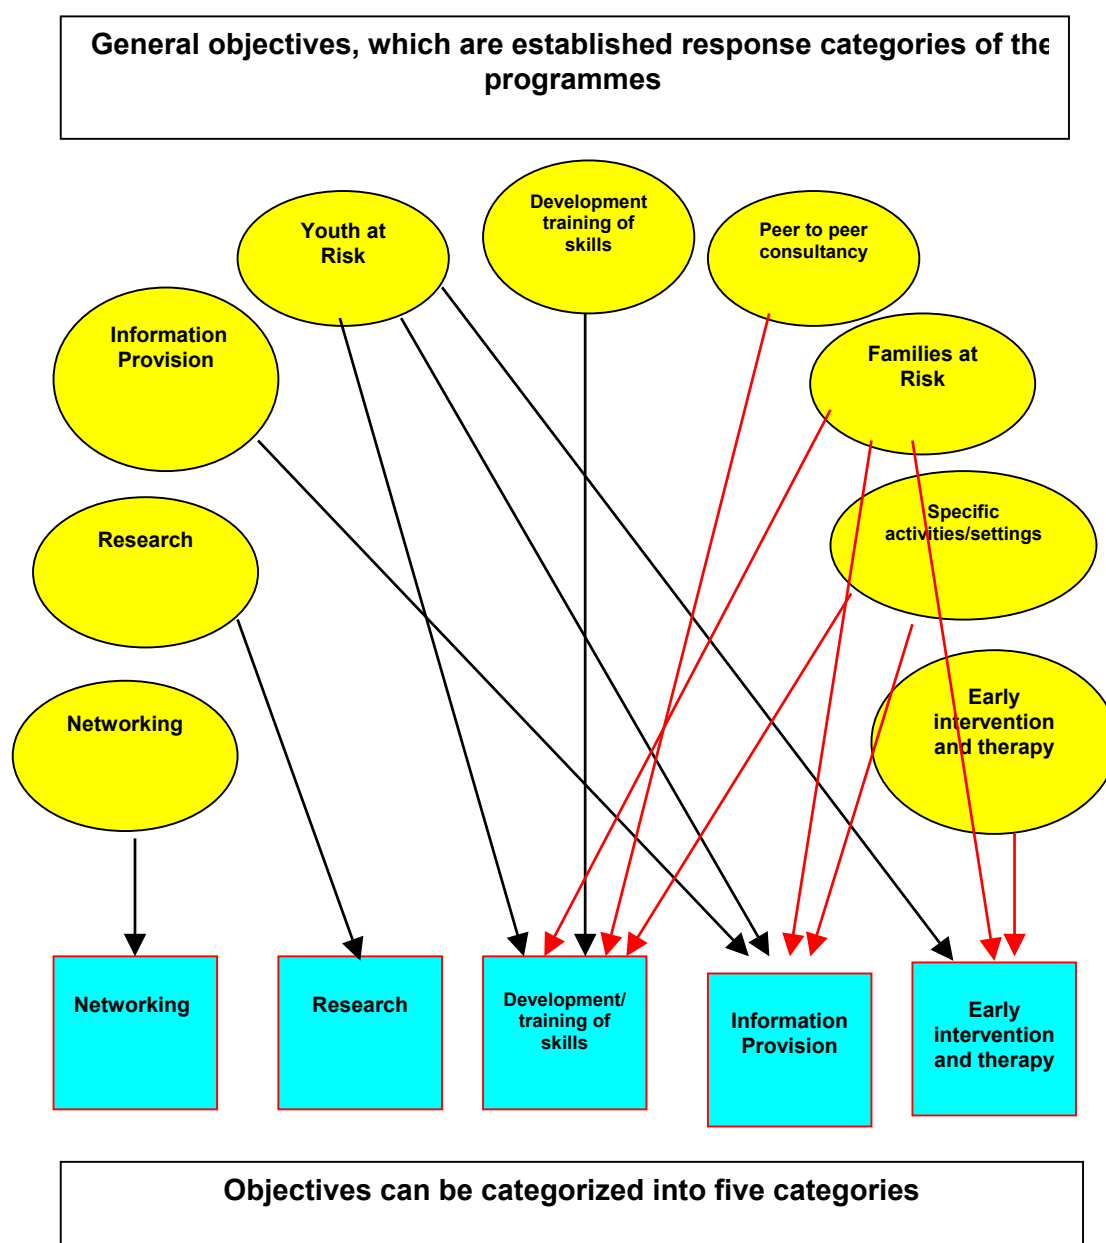 General objectives, which are established response categories of the
programmes
Development
training of
skills
Youth at
Risk
Peer to peer
consultancy
Information
Provision
Families at
Risk
Specific
activities/settings
Research
Networking
Early
intervention
and therapy
Networking
Research
Development/
training of
skills
Information
Provision
Early
intervention
and therapy
Objectives can be categorized into five categories